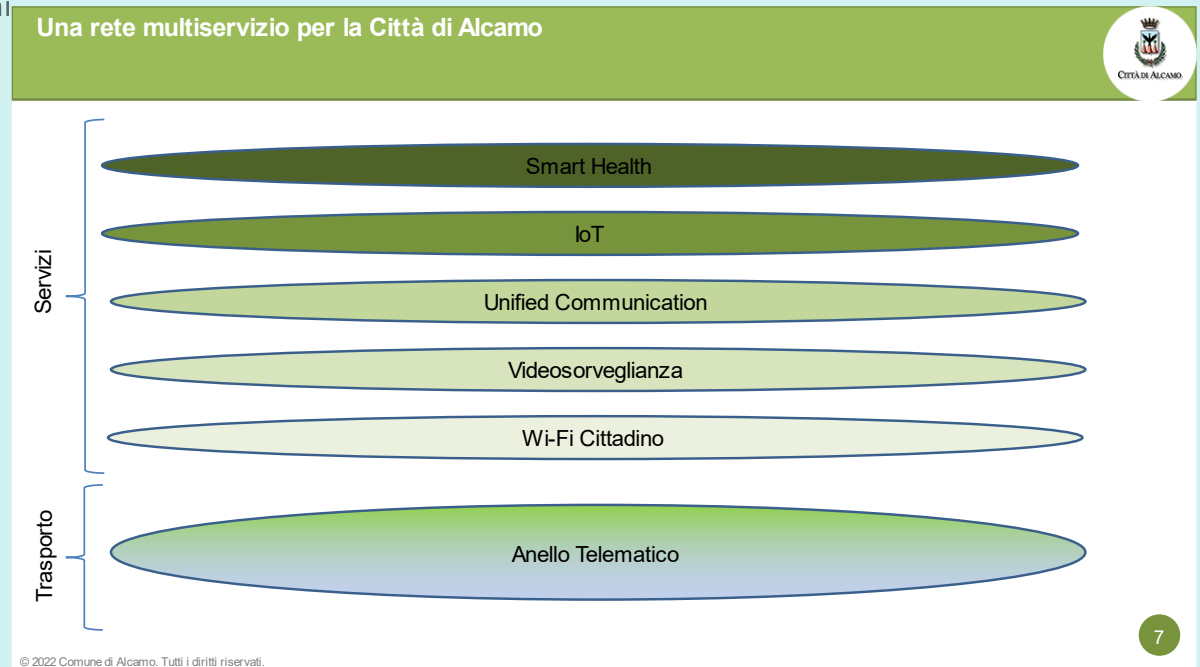 Una rete multiservizio per la Città di Alcamo
CITTÀ DI ALCAMO
Servizi
Smart Health
IoT
Unified Communication
Videosorveglianza
Wi-Fi Cittadino
Trasporto
Anello Telematico
7
© 2022 Comune di Alcamo. Tutti i diritti riservati.